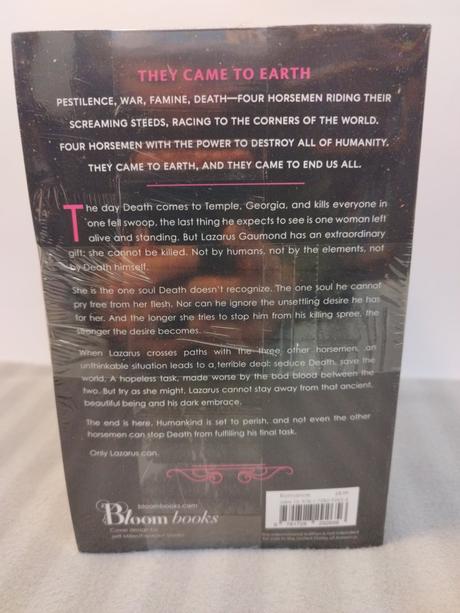 THEY CAME TO EARTH
PESTILENCE, WAR, FAMINE, DEATH—FOUR HORSEMEN RIDING THEIR
SCREAMING STEEDS, RACING TO THE CORNERS OF THE WORLD.
FOUR HORSEMEN WITH THE POWER TO DESTROY ALL OF HUMANITY.
THEY CAME TO EARTH, AND THEY CAME TO END US ALL.
The day Death comes to Temple, Georgia, and kills everyone in
one fell swoop, the last thing he expects to see is one woman left
alive and standing. But Lazarus Gaumond has an extraordinary
gift: she cannot be killed. Not by humans, not by the elements, not
by Death himself.
She is the one soul Death doesn't recognize. The one soul he cannot
pry free from her flesh. Nor can he ignore the unsettling desire he has
for her. And the longer she tries to stop him from his killing spree, the
stronger the desire becomes.
When Lazarus crosses paths with the three other horsemen, an
unthinkable situation leads to a terrible deal: seduce Death, save the
world. A hopeless task, made worse by the bad blood between the
two. But try as she might, Lazarus cannot stay away from that ancient,
beautiful being and his dark embrace.
The end is here. Humankind is set to perish, and not even the other
horsemen can stop Death from fulfilling his final task.
Only Lazarus can.
bloombooks.com
Bloom books
Cover design by
Romance